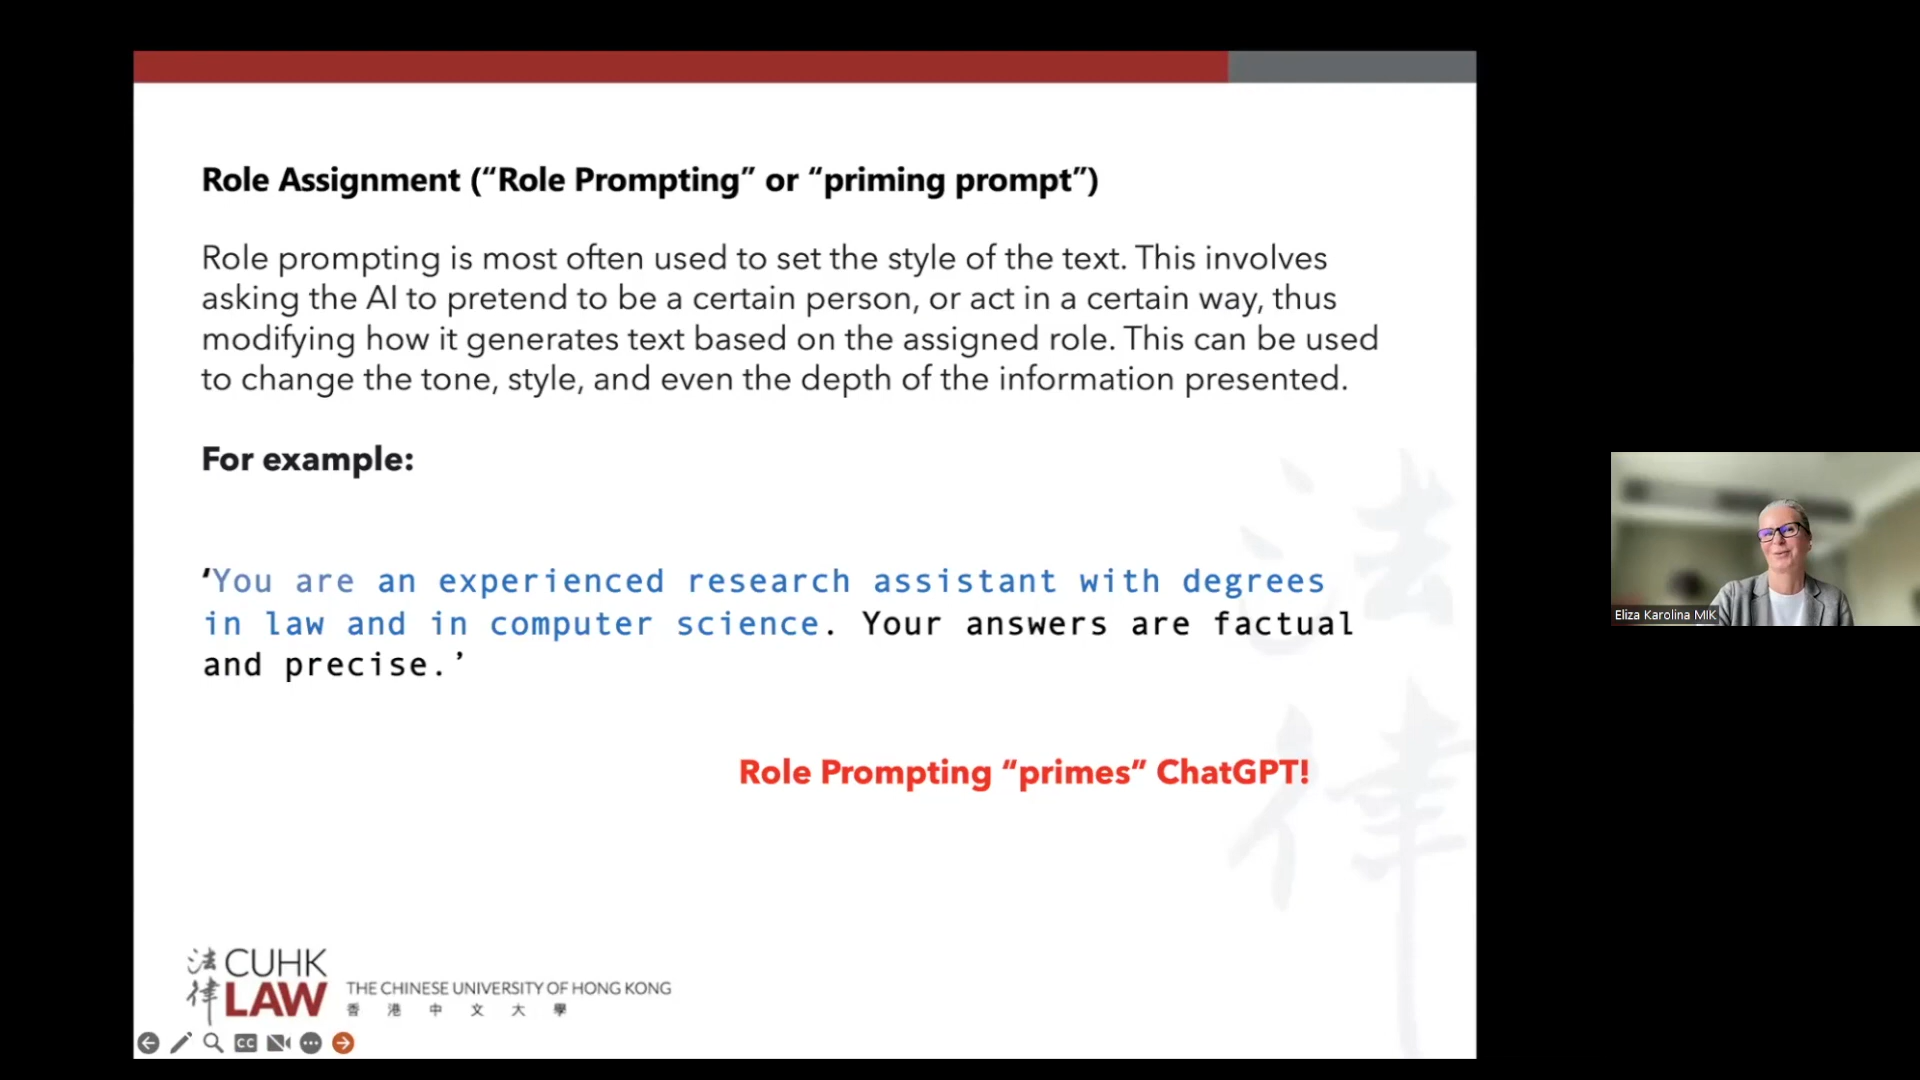 Role Assignment (“Role Prompting” or “priming prompt”)
Role prompting is most often used to set the style of the text. This involves
asking the AI to pretend to be a certain person, or act in a certain way, thus
modifying how it generates text based on the assigned role. This can be used
to change the tone, style, and even the depth of the information presented.
For example:
‘You are an experienced research assistant with degrees
in law and in computer science. Your answers are factual
and precise.’
Role Prompting “primes” ChatGPT!
法律
法律
CUHK
LAW
THE CHINESE UNIVERSITY OF HONG KONG
香港中文大學
CC
Eliza Karolina MIK